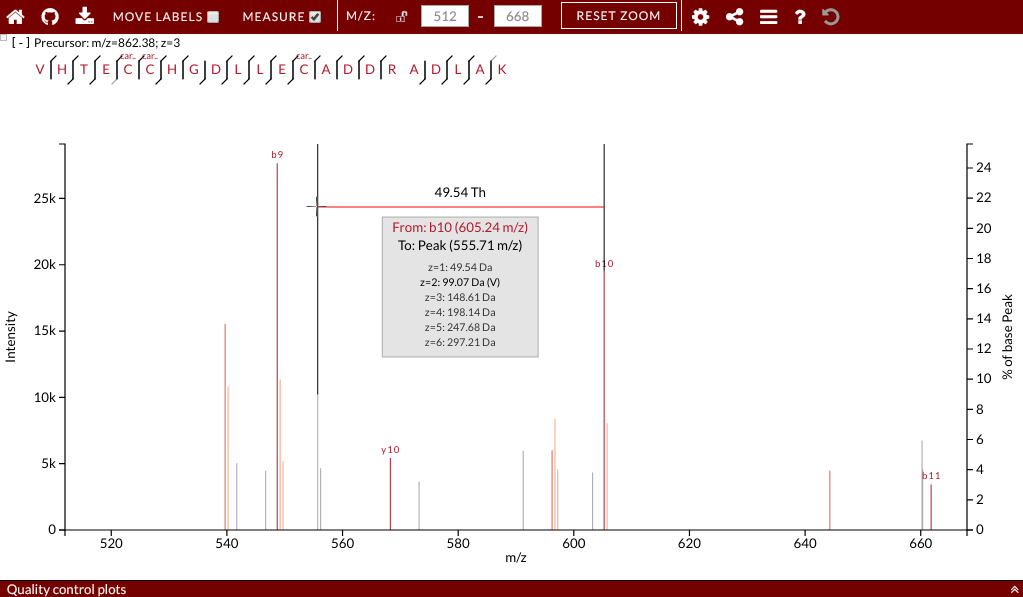 MOVE LABELS MEASURE M/Z: 512 - 668 RESET ZOOM ?
[ - ] Precursor: m/z=862.38; z=3
car.. car.. car..
V H T E C C H G D L L E C A D D R A D L A K
b9
24
49.54 Th
25k
22
From: b10 (605.24 m/z)
20
To: Peak (555.71 m/z)
20k
b10
18
z=1: 49.54 Da
z=2: 99.07 Da (V)
16
z=3: 148.61 Da
z=4: 198.14 Da
14
z=5: 247.68 Da
15k
z=6: 297.21 Da
12
Intensity
% of base Peak
10
10k
8
y10
6
5k
4
b11
2
0
0
520 540 560 580 600 620 640 660
m/z
Quality control plots